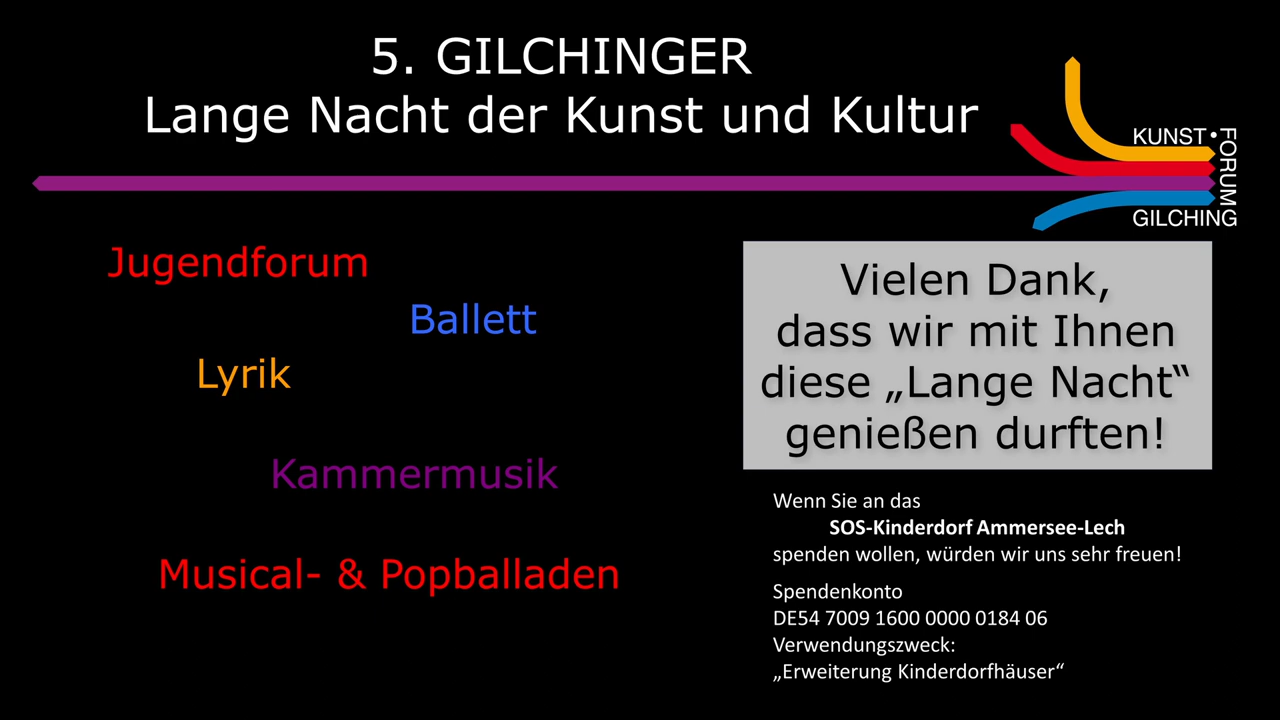 5. GILCHINGER
Lange Nacht der Kunst und Kultur
KUNST•FORUM
GILCHING
Jugendforum
Ballett
Lyrik
Kammermusik
Musical- & Popballaden
Vielen Dank,
dass wir mit Ihnen
diese „Lange Nacht“
genießen durften!
Wenn Sie an das
SOS-Kinderdorf Ammersee-Lech
spenden wollen, würden wir uns sehr freuen!
Spendenkonto
DE54 7009 1600 0000 0184 06
Verwendungszweck:
„Erweiterung Kinderdorfhäuser“